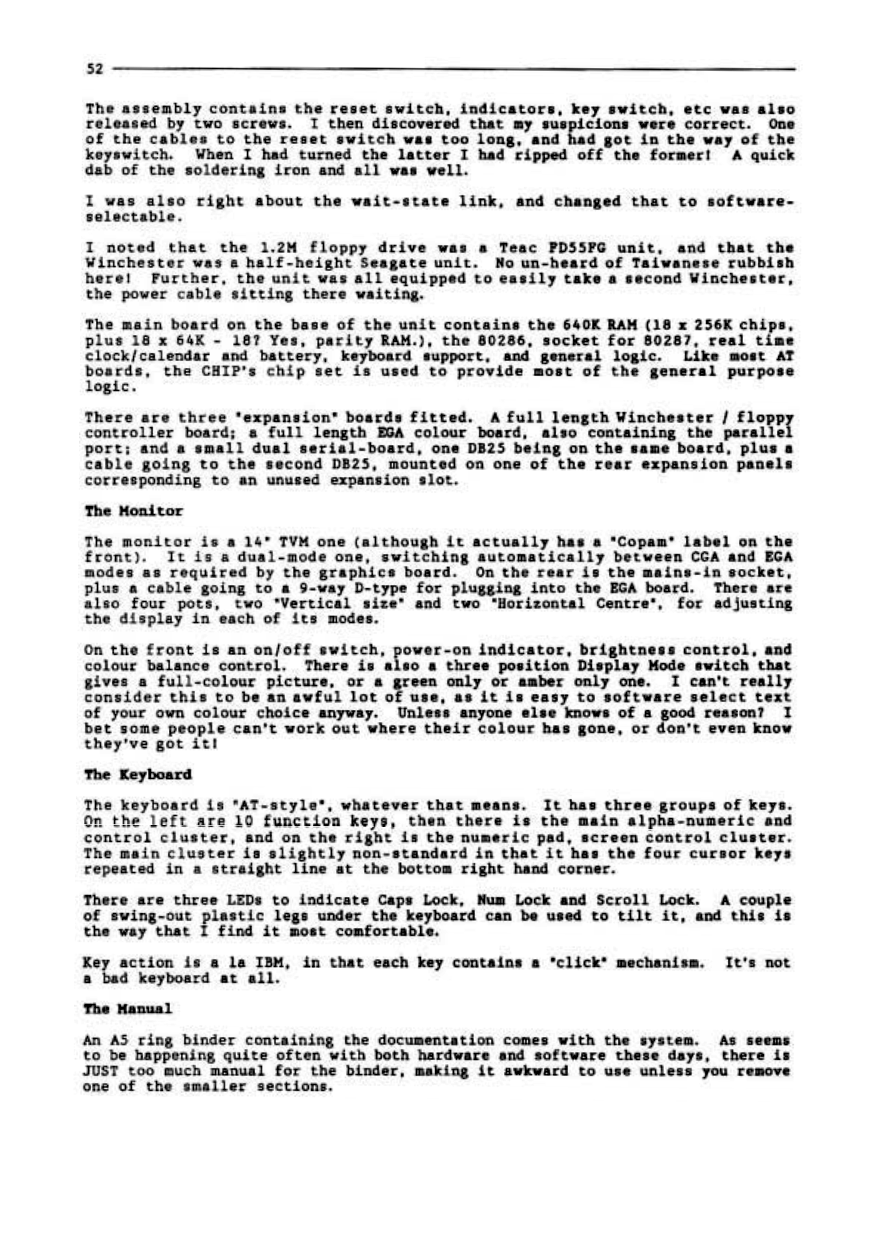 52
The assembly contains the reset switch, indicators, key switch, etc was also
released by two screws. I then discovered that my suspicions were correct. One
of the cables to the reset switch was too long, and had got in the way of the
keyswitch. When I had turned the latter I had ripped off the former! A quick
dab of the soldering iron and all was well.
I was also right about the wait-state link, and changed that to software-
selectable.
I noted that the 1.2M floppy drive was a Teac FD55FG unit, and that the
Winchester was a half-height Seagate unit. No un-heard of Taiwanese rubbish
here! Further, the unit was all equipped to easily take a second Winchester,
the power cable sitting there waiting.
The main board on the base of the unit contains the 640K RAM (18 x 256K chips,
plus 18 x 64K - 18? Yes, parity RAM.), the 80286, socket for 80287, real time
clock/calendar and battery, keyboard support, and general logic. Like most AT
boards, the CHIP's chip set is used to provide most of the general purpose
logic.
There are three "expansion" boards fitted. A full length Winchester / floppy
controller board; a full length EGA colour board, also containing the parallel
port; and a small dual serial-board, one DB25 being on the same board, plus a
cable going to the second DB25, mounted on one of the rear expansion panels
corresponding to an unused expansion slot.
The Monitor
The monitor is a 14" TVM one (although it actually has a "Copam" label on the
front). It is a dual-mode one, switching automatically between CGA and EGA
modes as required by the graphics board. On the rear is the mains-in socket,
plus a cable going to a 9-way D-type for plugging into the EGA board. There are
also four pots, two "Vertical size" and two "Horizontal Centre", for adjusting
the display in each of its modes.
On the front is an on/off switch, power-on indicator, brightness control, and
colour balance control. There is also a three position Display Mode switch that
gives a full-colour picture, or a green only or amber only one. I can't really
consider this to be an awful lot of use, as it is easy to software select text
of your own colour choice anyway. Unless anyone else knows of a good reason? I
bet some people can't work out where their colour has gone, or don't even know
they've got it!
The Keyboard
The keyboard is "AT-style", whatever that means. It has three groups of keys.
On the left are 10 function keys, then there is the main alpha-numeric and
control cluster, and on the right is the numeric pad, screen control cluster.
The main cluster is slightly non-standard in that it has the four cursor keys
repeated in a straight line at the bottom right hand corner.
There are three LEDs to indicate Caps Lock, Num Lock and Scroll Lock. A couple
of swing-out plastic legs under the keyboard can be used to tilt it, and this is
the way that I find it most comfortable.
Key action is a la IBM, in that each key contains a "click" mechanism. It's not
a bad keyboard at all.
The Manual
An A5 ring binder containing the documentation comes with the system. As seems
to be happening quite often with both hardware and software these days, there is
JUST too much manual for the binder, making it awkward to use unless you remove
one of the smaller sections.